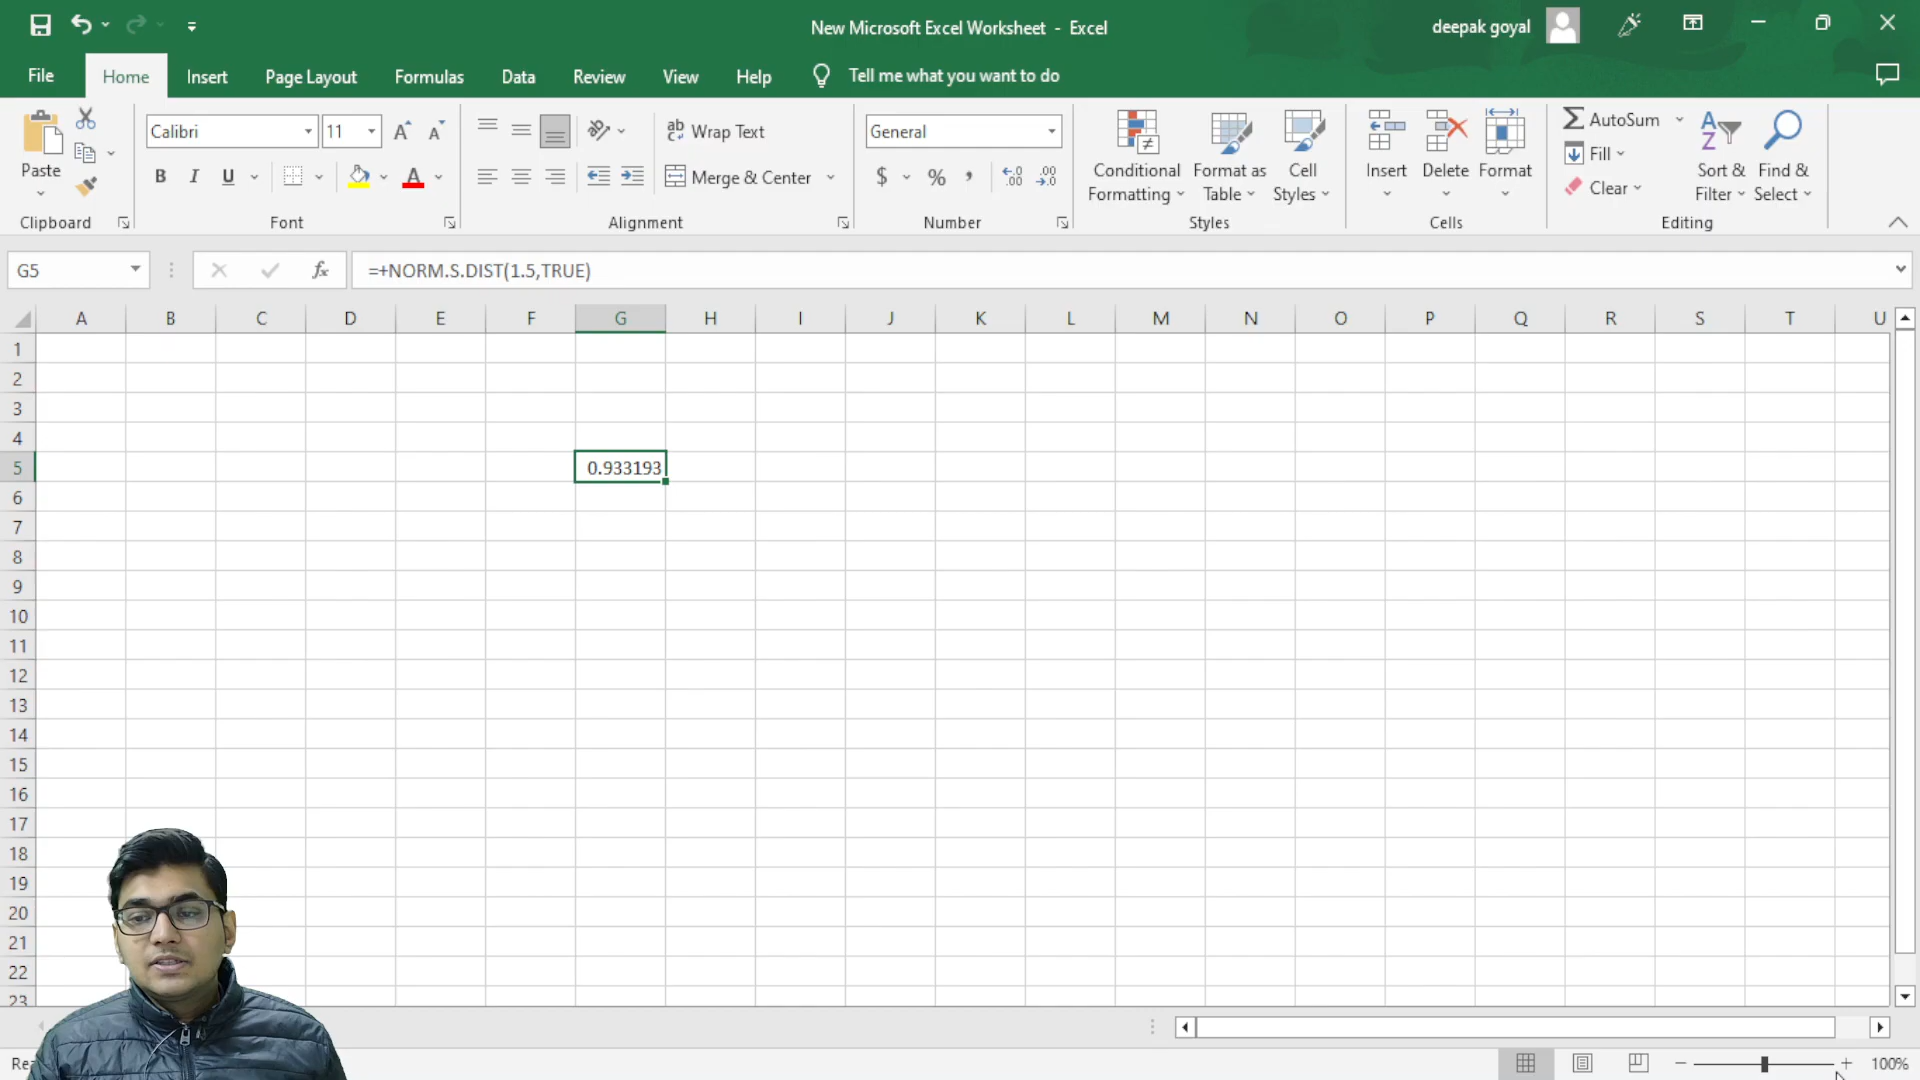 New Microsoft Excel Worksheet - Excel
deepak goyal
File Home Insert Page Layout Formulas Data Review View Help Tell me what you want to do
Paste
Clipboard
Calibri 11
B I U
Font
ab Wrap Text
Merge & Center
Alignment
General
$ % ,
Number
Conditional Formatting
Format as Table
Cell Styles
Styles
Insert Delete Format
Cells
AutoSum
Fill
Clear
Sort & Filter
Find & Select
Editing
G5 fx =+NORM.S.DIST(1.5,TRUE)
A B C D E F G H I J K L M N O P Q R S T U
1
2
3
4
5 0.933193
6
7
8
9
10
11
12
13
14
15
16
17
18
19
20
21
22
23
100%